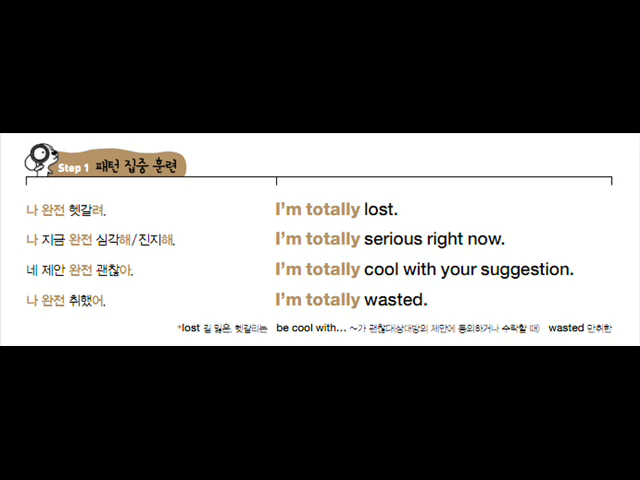 Step 1 패턴 집중 훈련
나 완전 헷갈려. I'm totally lost.
나 지금 완전 심각해/진지해. I'm totally serious right now.
네 제안 완전 괜찮아. I'm totally cool with your suggestion.
나 완전 취했어. I'm totally wasted.
*lost 길 잃은, 헷갈리는 be cool with... ~가 괜찮다(상대방의 제안에 동의하거나 수락할 때) wasted 만취한